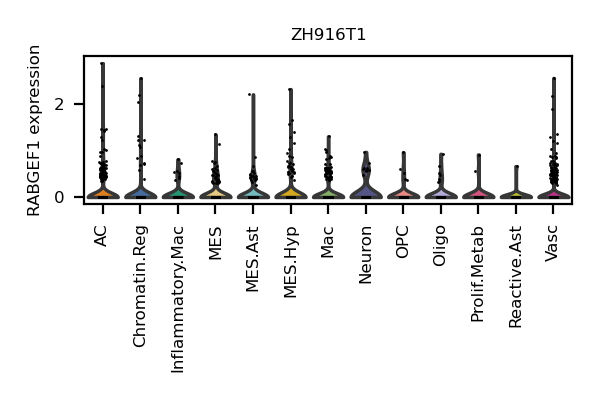 ZH916T1
RABGEF1 expression
2
0
AC
Chromatin.Reg
Inflammatory.Mac
MES
MES.Ast
MES.Hyp
Mac
Neuron
OPC
Oligo
Prolif.Metab
Reactive.Ast
Vasc